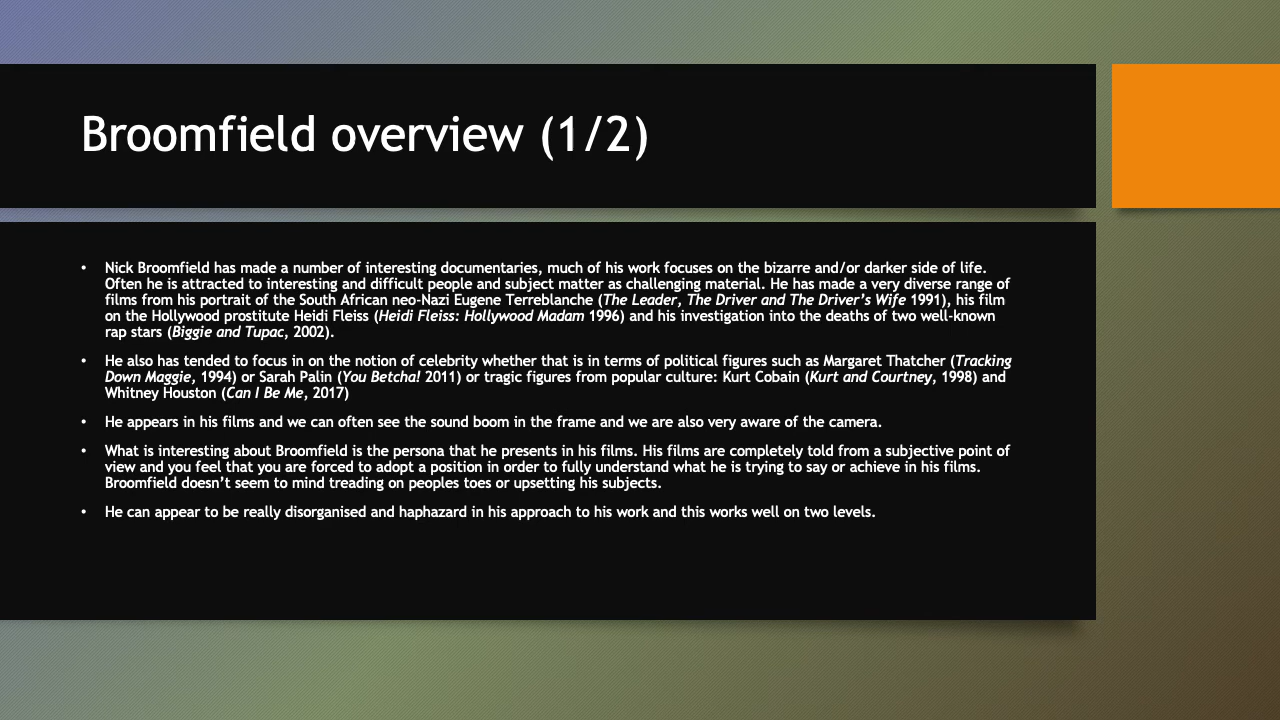 Broomfield overview (1/2)
• Nick Broomfield has made a number of interesting documentaries, much of his work focuses on the bizarre and/or darker side of life.
Often he is attracted to interesting and difficult people and subject matter as challenging material. He has made a very diverse range of
films from his portrait of the South African neo-Nazi Eugene Terreblanche (The Leader, The Driver and The Driver’s Wife 1991), his film
on the Hollywood prostitute Heidi Fleiss (Heidi Fleiss: Hollywood Madam 1996) and his investigation into the deaths of two well-known
rap stars (Biggie and Tupac, 2002).
• He also has tended to focus in on the notion of celebrity whether that is in terms of political figures such as Margaret Thatcher (Tracking
Down Maggie, 1994) or Sarah Palin (You Betcha! 2011) or tragic figures from popular culture: Kurt Cobain (Kurt and Courtney, 1998) and
Whitney Houston (Can I Be Me, 2017)
• He appears in his films and we can often see the sound boom in the frame and we are also very aware of the camera.
• What is interesting about Broomfield is the persona that he presents in his films. His films are completely told from a subjective point of
view and you feel that you are forced to adopt a position in order to fully understand what he is trying to say or achieve in his films.
Broomfield doesn’t seem to mind treading on peoples toes or upsetting his subjects.
• He can appear to be really disorganised and haphazard in his approach to his work and this works well on two levels.